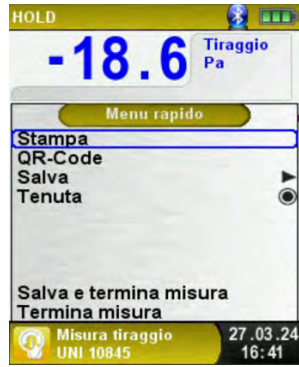 HOLD
-18.6 Tiraggio
Pa
Menu rapido
Stampa
QR-Code
Salva
Tenuta
Salva e termina misura
Termina misura
Misura tiraggio 27.03.24
UNI 10845 16:41